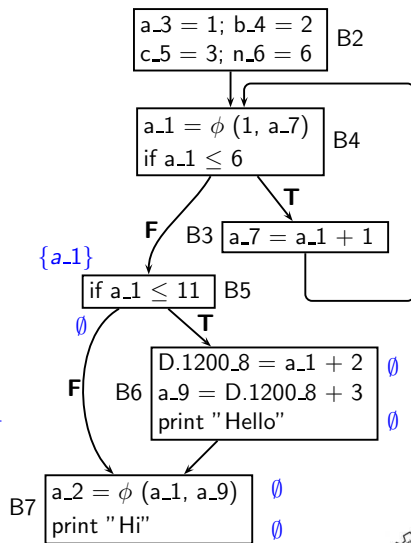 a_3 = 1; b_4 = 2
c_5 = 3; n_6 = 6
B2
a_1 = ϕ (1, a_7)
if a_1 ≤ 6
B4
F
T
B3
a_7 = a_1 + 1
{a_1}
if a_1 ≤ 11
B5
∅
T
F
B6
D.1200_8 = a_1 + 2
∅
a_9 = D.1200_8 + 3
print "Hello"
∅
B7
a_2 = ϕ (a_1, a_9)
∅
print "Hi"
∅